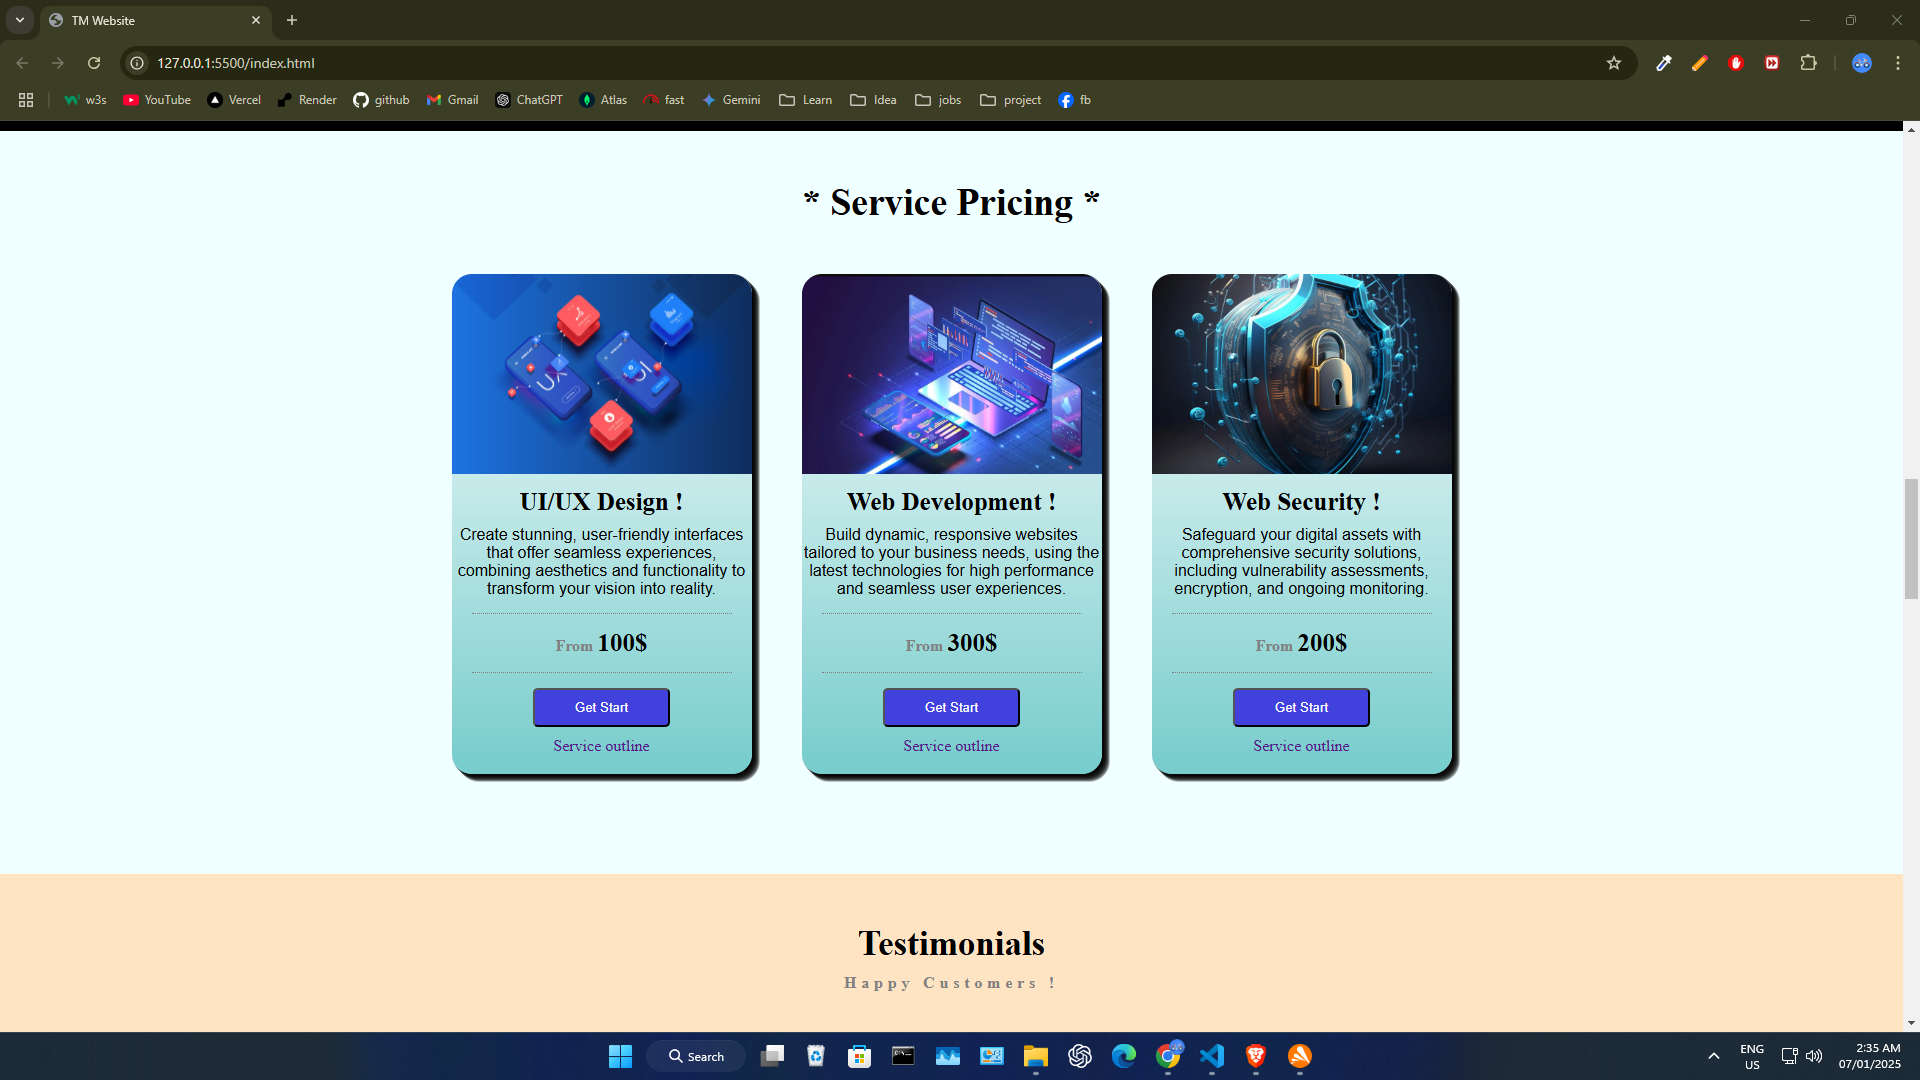 TM Website
127.0.0.1:5500/index.html
w3s
YouTube
Vercel
Render
github
Gmail
ChatGPT
Atlas
fast
Gemini
Learn
Idea
jobs
project
fb
* Service Pricing *
UX
UI
UI/UX Design !
Create stunning, user-friendly interfaces
that offer seamless experiences,
combining aesthetics and functionality to
transform your vision into reality.
From 100$
Get Start
Service outline
Web Development !
Build dynamic, responsive websites
tailored to your business needs, using the
latest technologies for high performance
and seamless user experiences.
From 300$
Get Start
Service outline
Web Security !
Safeguard your digital assets with
comprehensive security solutions,
including vulnerability assessments,
encryption, and ongoing monitoring.
From 200$
Get Start
Service outline
Testimonials
Happy Customers !
Search
ENG
US
2:35 AM
07/01/2025